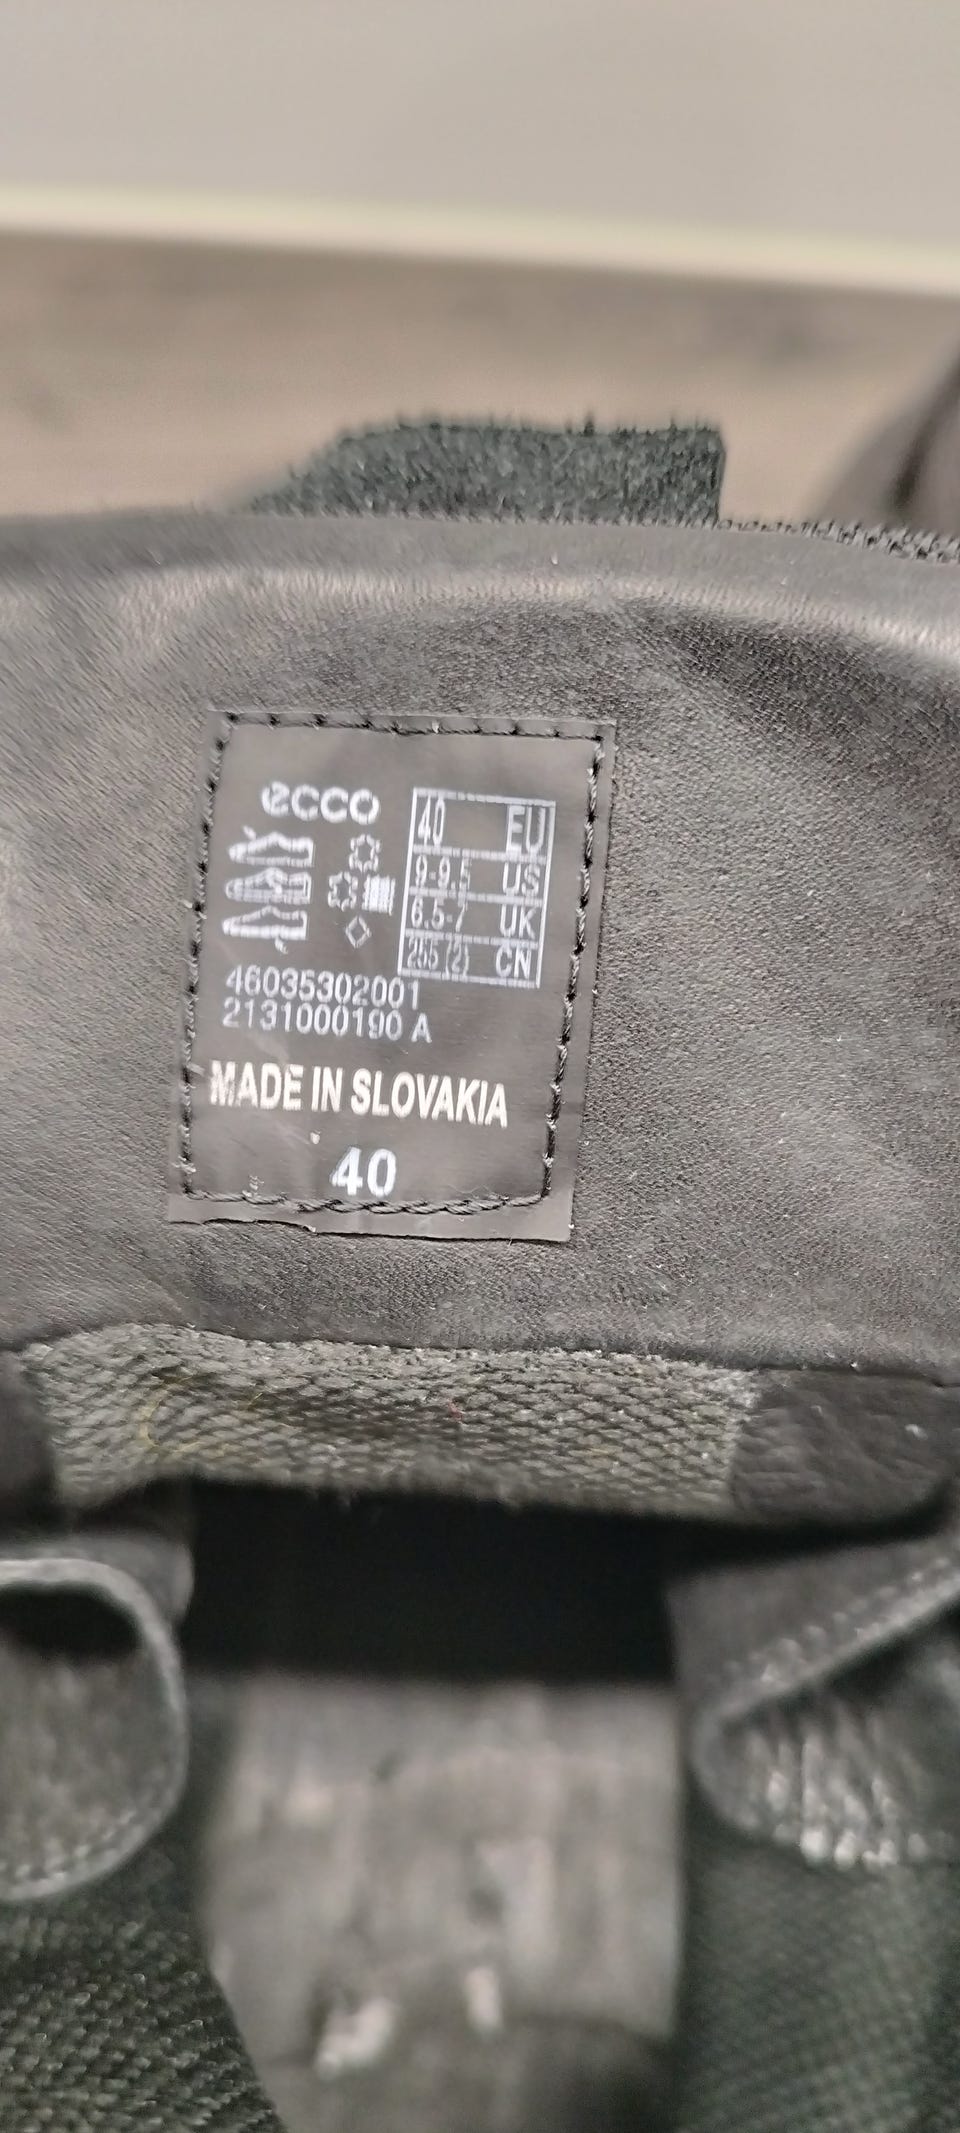 ecco
40 EU
9-9.5 US
6.5-7 UK
255 (2) CN
46035302001
2131000190 A
MADE IN SLOVAKIA
40